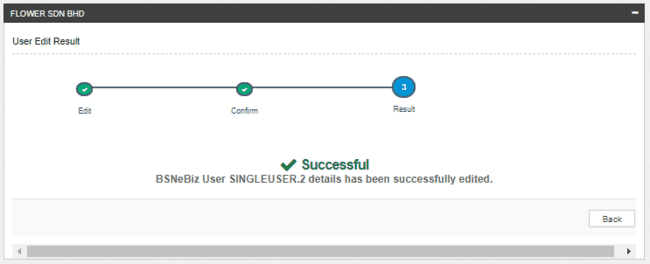 FLOWER SDN BHD
User Edit Result
3
Edit
Confirm
Result
Successful
BSNeBiz User SINGLEUSER.2 details has been successfully edited.
Back